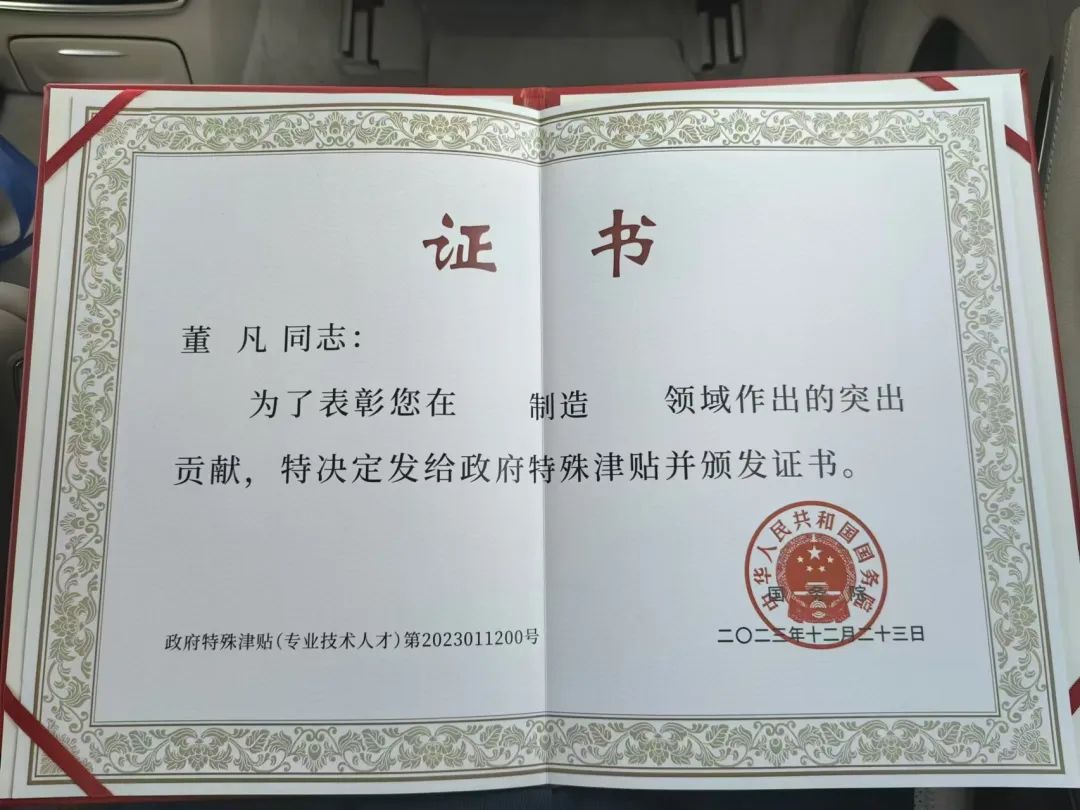 证 书
董 凡 同志：
为了表彰您在 制造 领域作出的突出
贡献，特决定发给政府特殊津贴并颁发证书。
中华人民共和国国务院
国务院
政府特殊津贴（专业技术人才）第2023011200号
二〇二三年十二月二十三日